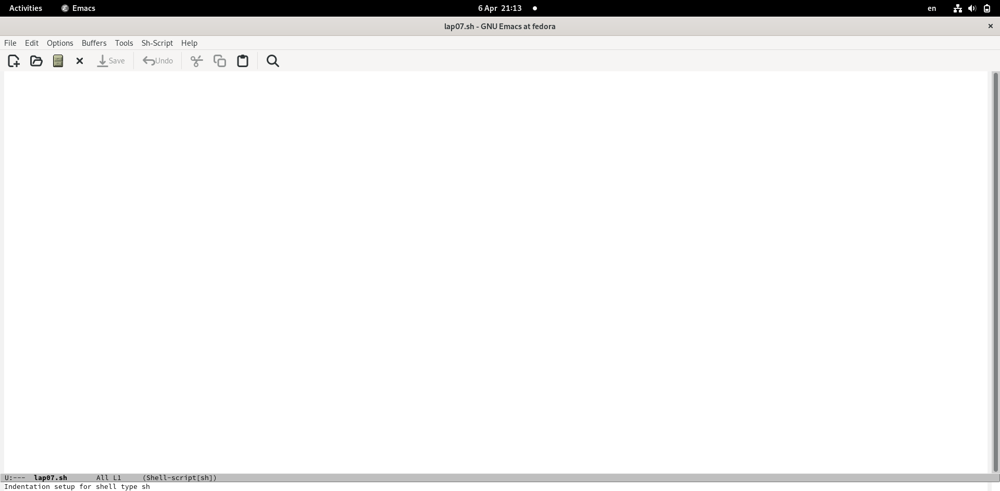 Activities Emacs 6 Apr 21:13 en
lap07.sh - GNU Emacs at fedora
File Edit Options Buffers Tools Sh-Script Help
Save Undo
U:--- lap07.sh All L1 (Shell-script[sh])
Indentation setup for shell type sh